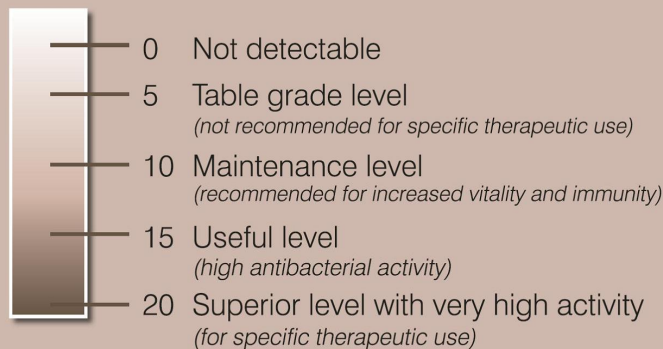 0 Not detectable
5 Table grade level
(not recommended for specific therapeutic use)
10 Maintenance level
(recommended for increased vitality and immunity)
15 Useful level
(high antibacterial activity)
20 Superior level with very high activity
(for specific therapeutic use)